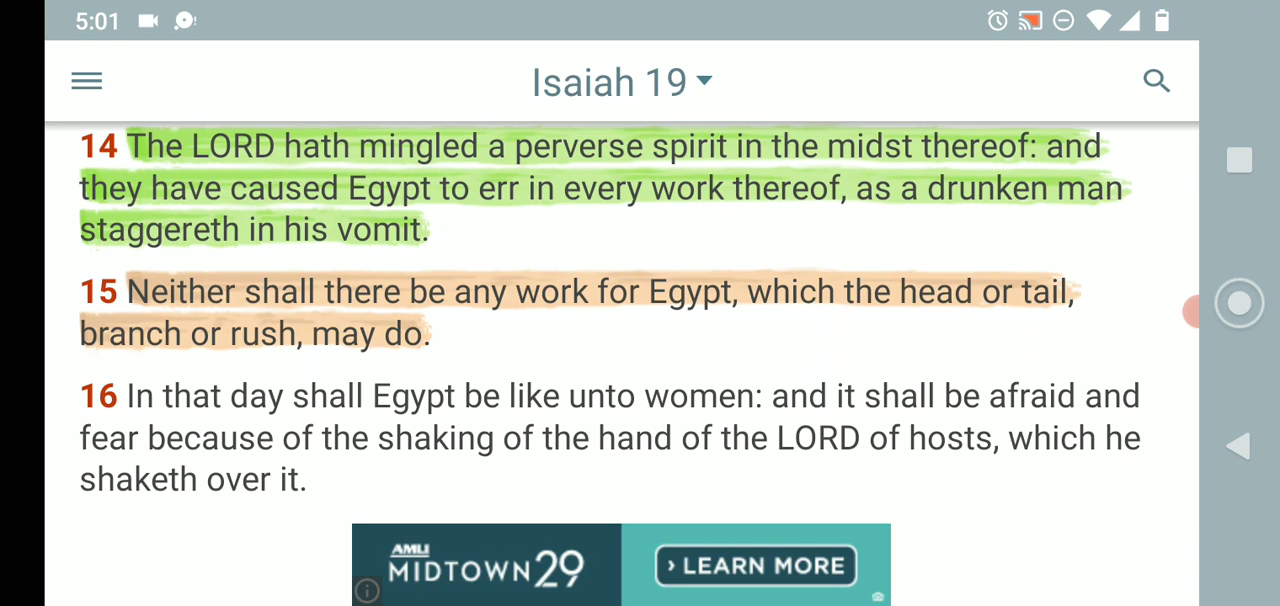 5:01
Isaiah 19
14 The LORD hath mingled a perverse spirit in the midst thereof: and
they have caused Egypt to err in every work thereof, as a drunken man
staggereth in his vomit.
15 Neither shall there be any work for Egypt, which the head or tail,
branch or rush, may do.
16 In that day shall Egypt be like unto women: and it shall be afraid and
fear because of the shaking of the hand of the LORD of hosts, which he
shaketh over it.
AMLI
MIDTOWN 29
› LEARN MORE